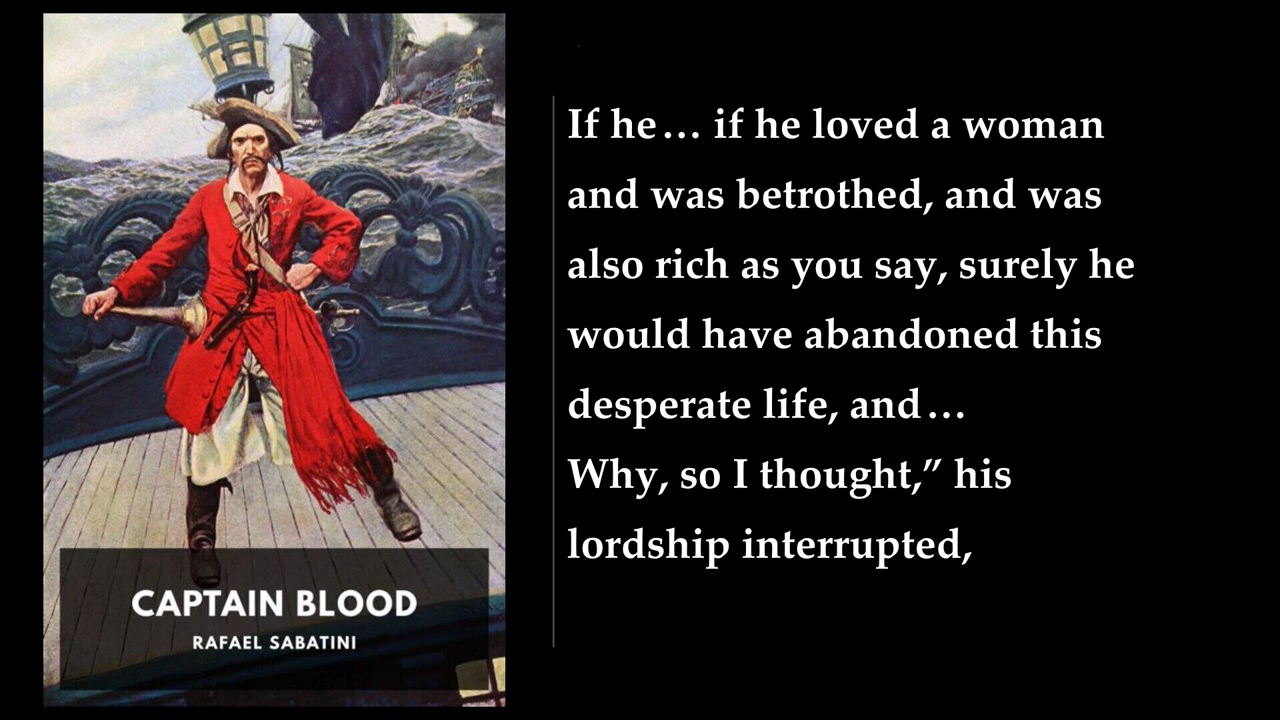 If he… if he loved a woman
and was betrothed, and was
also rich as you say, surely he
would have abandoned this
desperate life, and…
Why, so I thought,” his
lordship interrupted,
CAPTAIN BLOOD
RAFAEL SABATINI